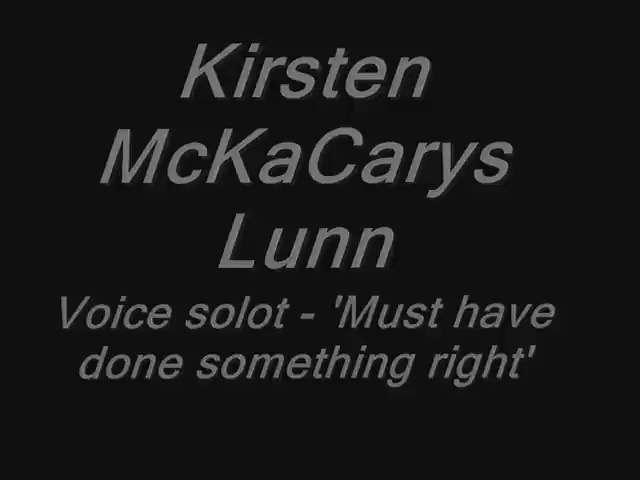 Kirsten
McKaCarys
Lunn
Voice solot - 'Must have
done something right'